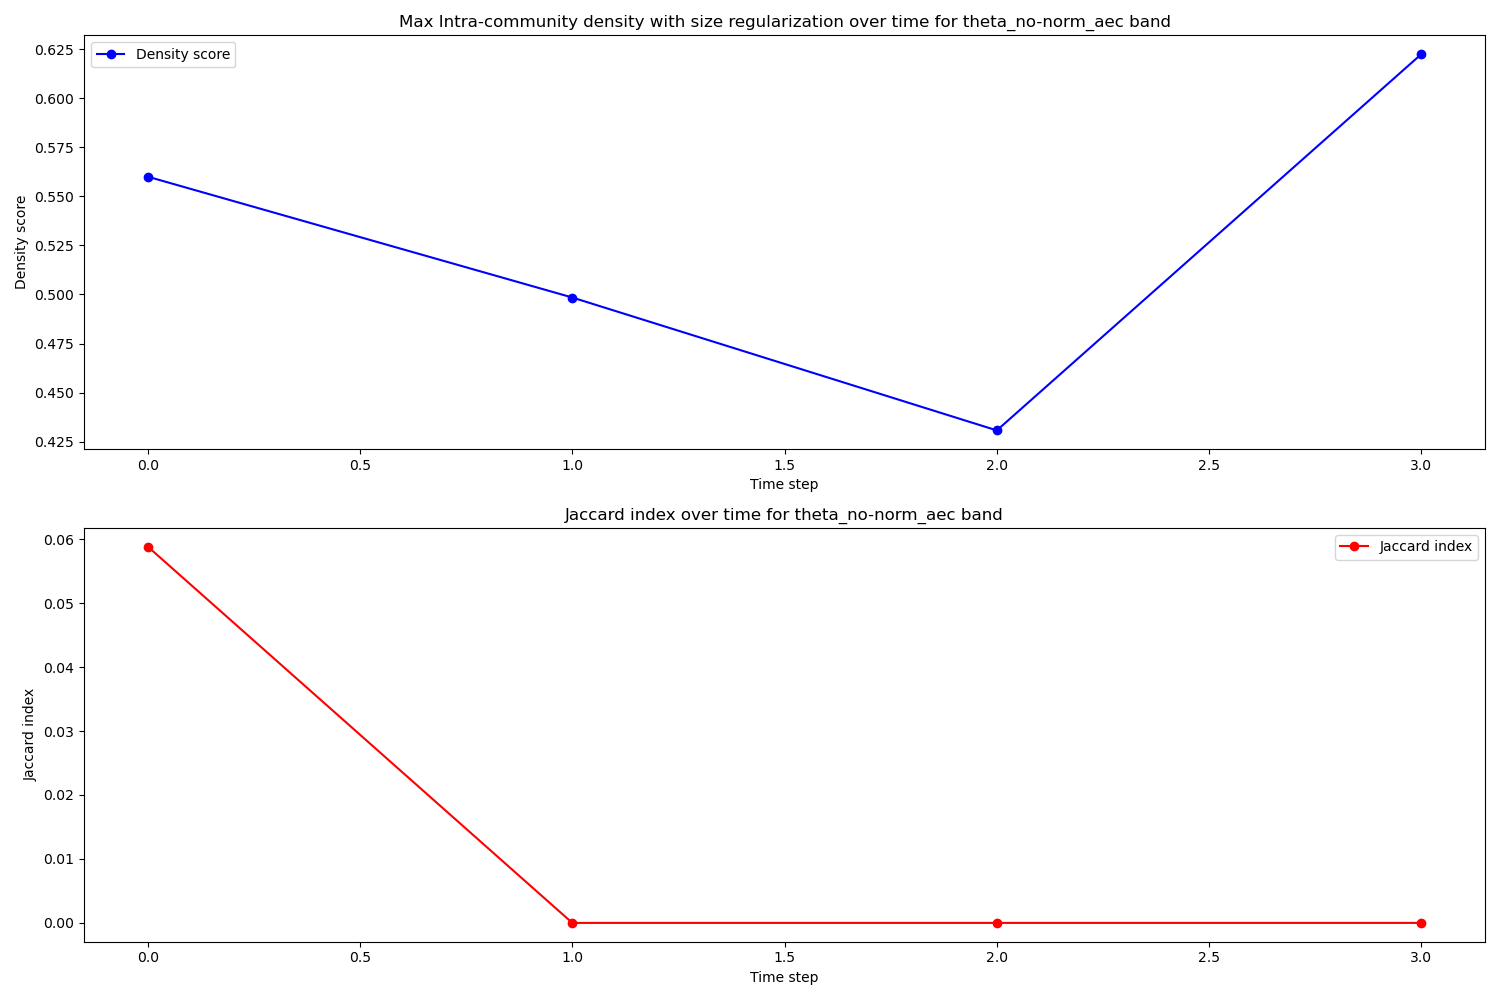 Max Intra-community density with size regularization over time for theta_no-norm_aec band
Density score
0.625
0.600
0.575
0.550
0.525
0.500
0.475
0.450
0.425
Density score
0.0 0.5 1.0 1.5 2.0 2.5 3.0
Time step
Jaccard index over time for theta_no-norm_aec band
Jaccard index
0.06
0.05
0.04
0.03
0.02
0.01
0.00
Jaccard index
0.0 0.5 1.0 1.5 2.0 2.5 3.0
Time step